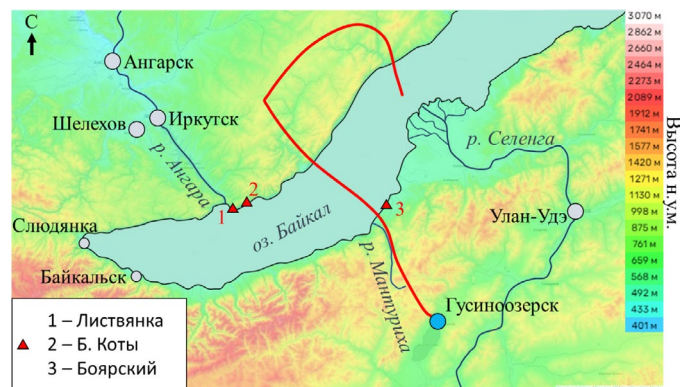 С
Ангарск
Шелехов
Иркутск
р. Ангара
1
2
3
оз. Байкал
р. Селенга
Улан-Удэ
Слюдянка
Байкальск
р. Мантуриха
Гусиноозерск
1 – Листвянка
2 – Б. Коты
3 – Боярский
3070 м
2862 м
2660 м
2464 м
2273 м
2089 м
1912 м
1741 м
1577 м
1420 м
1271 м
1130 м
998 м
875 м
761 м
659 м
568 м
492 м
433 м
401 м
Высота н.у.м.